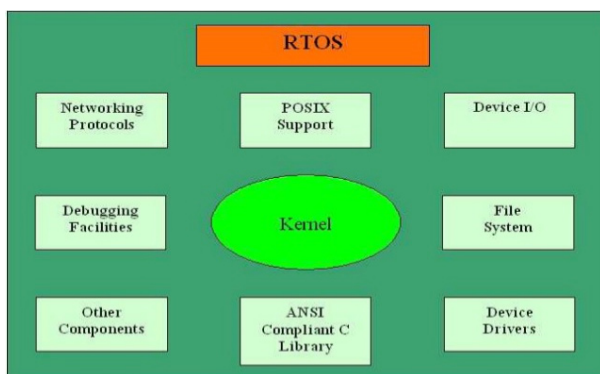 RTOS
Networking
Protocols
POSIX
Support
Device I/O
Debugging
Facilities
Kernel
File
System
Other
Components
ANSI
Compliant C
Library
Device
Drivers